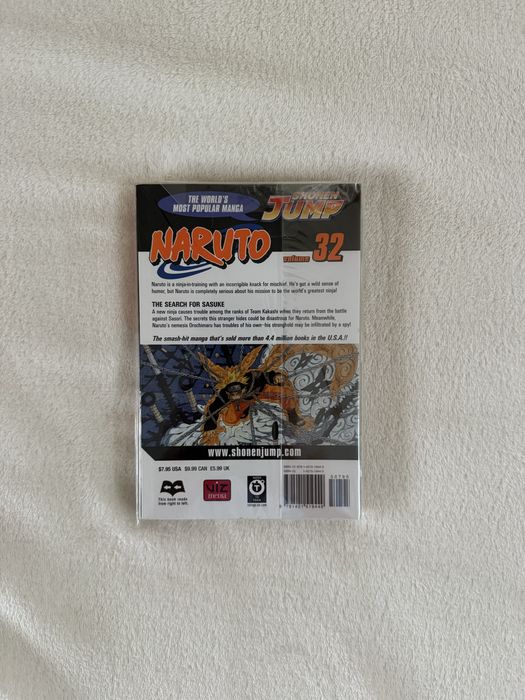 THE WORLD'S
MOST POPULAR MANGA
SHONEN
JUMP
NARUTO
volume 32
Naruto is a ninja-in-training with an incorrigible knack for mischief. He's got a wild sense of
humor, but Naruto is completely serious about his mission to be the world's greatest ninja!
THE SEARCH FOR SASUKE
A new ninja causes trouble among the ranks of Team Kakashi when they return from the battle
against Sasori. The secrets this stranger hides could be disastrous for Naruto. Meanwhile,
Naruto's nemesis Orochimaru has troubles of his own–his stronghold may be infiltrated by a spy!
The smash-hit manga that's sold more than 4.4 million books in the U.S.A.!!
www.shonenjump.com
$7.95 USA $9.99 CAN £5.99 UK
This book reads
from right to left.
VIZ
media
T
TEEN
50795